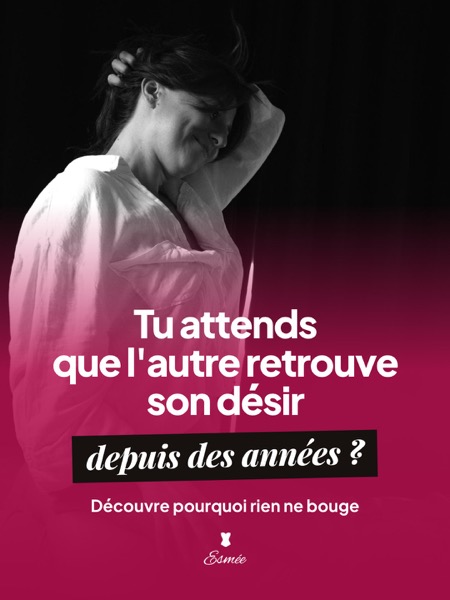 Tu attends
que l'autre retrouve
son désir
depuis des années ?
Découvre pourquoi rien ne bouge
Esmée